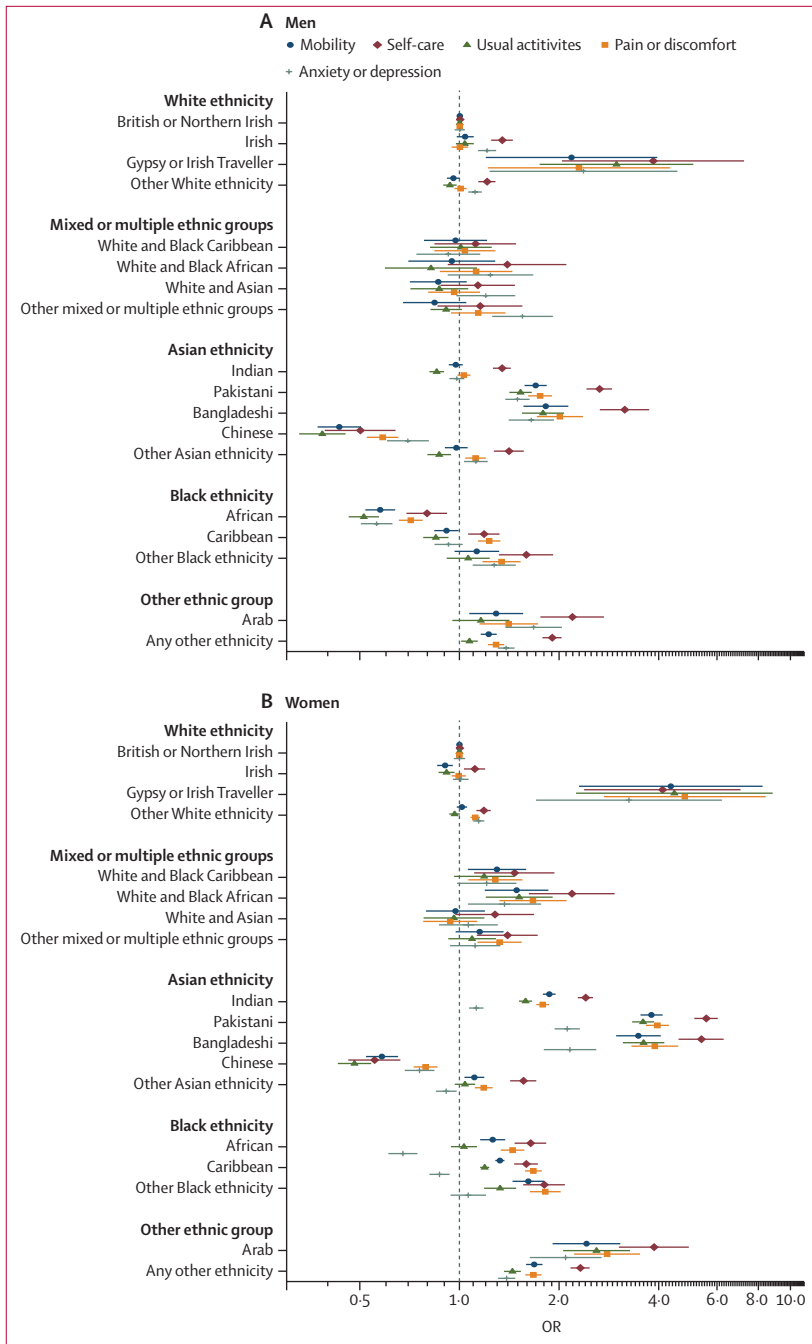 A Men
Mobility Self-care Usual actitivites Pain or discomfort
Anxiety or depression
White ethnicity
British or Northern Irish
Irish
Gypsy or Irish Traveller
Other White ethnicity
Mixed or multiple ethnic groups
White and Black Caribbean
White and Black African
White and Asian
Other mixed or multiple ethnic groups
Asian ethnicity
Indian
Pakistani
Bangladeshi
Chinese
Other Asian ethnicity
Black ethnicity
African
Caribbean
Other Black ethnicity
Other ethnic group
Arab
Any other ethnicity
B Women
White ethnicity
British or Northern Irish
Irish
Gypsy or Irish Traveller
Other White ethnicity
Mixed or multiple ethnic groups
White and Black Caribbean
White and Black African
White and Asian
Other mixed or multiple ethnic groups
Asian ethnicity
Indian
Pakistani
Bangladeshi
Chinese
Other Asian ethnicity
Black ethnicity
African
Caribbean
Other Black ethnicity
Other ethnic group
Arab
Any other ethnicity
0·5 1·0 2·0 4·0 6·0 8·0 10·0
OR